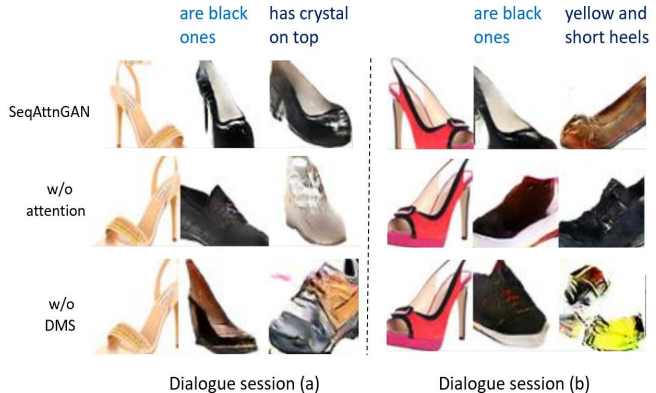 are black
ones
has crystal
on top
are black
ones
yellow and
short heels
SeqAttnGAN
w/o
attention
w/o
DMS
Dialogue session (a)
Dialogue session (b)